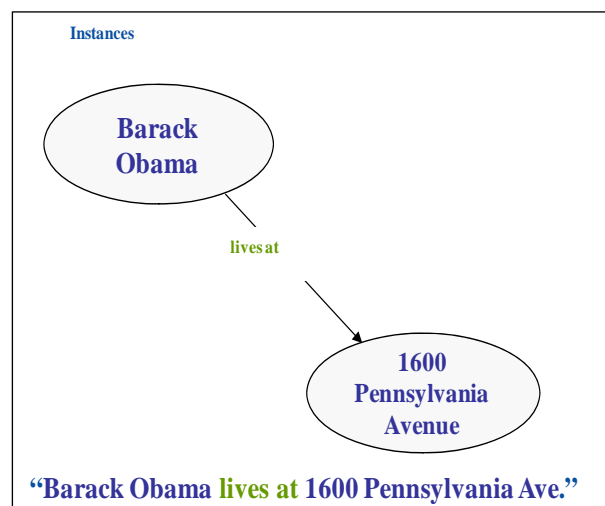 Instances
Barack
Obama
lives at
1600
Pennsylvania
Avenue
“Barack Obama lives at 1600 Pennsylvania Ave.”